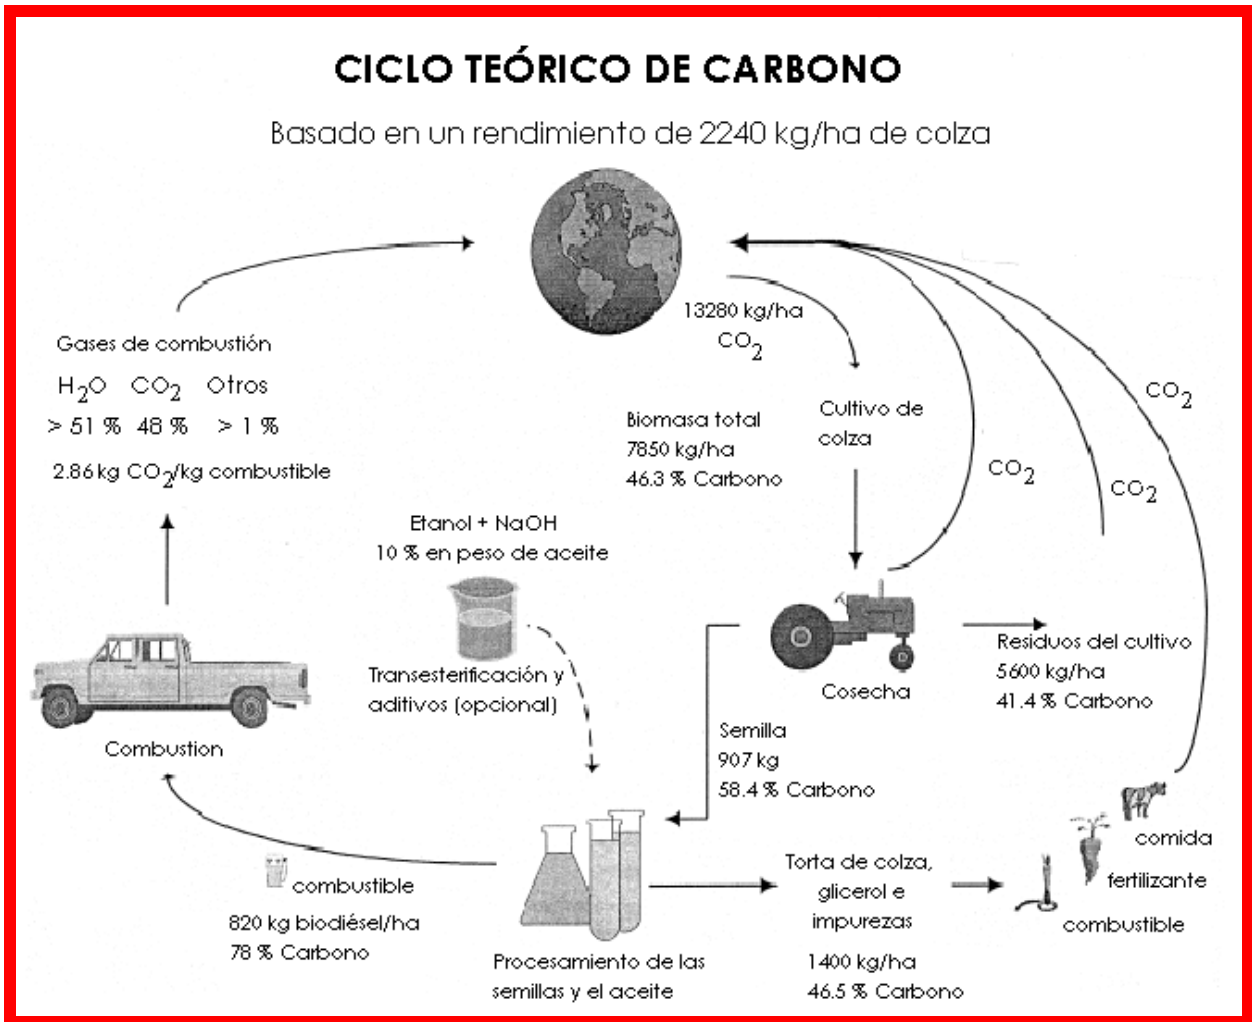 CICLO TEÓRICO DE CARBONO
Basado en un rendimiento de 2240 kg/ha de colza
13280 kg/ha
CO2
Gases de combustión
H2O CO2 Otros
> 51 % 48 % > 1 %
2.86 kg CO2/kg combustible
Biomasa total
7850 kg/ha
46.3 % Carbono
Cultivo de
colza
CO2
CO2
CO2
Etanol + NaOH
10 % en peso de aceite
Transesterificación y
aditivos (opcional)
Cosecha
Residuos del cultivo
5600 kg/ha
41.4 % Carbono
Combustion
Semilla
907 kg
58.4 % Carbono
combustible
820 kg biodiésel/ha
78 % Carbono
Procesamiento de las
semillas y el aceite
Torta de colza,
glicerol e
impurezas
1400 kg/ha
46.5 % Carbono
comida
fertilizante
combustible